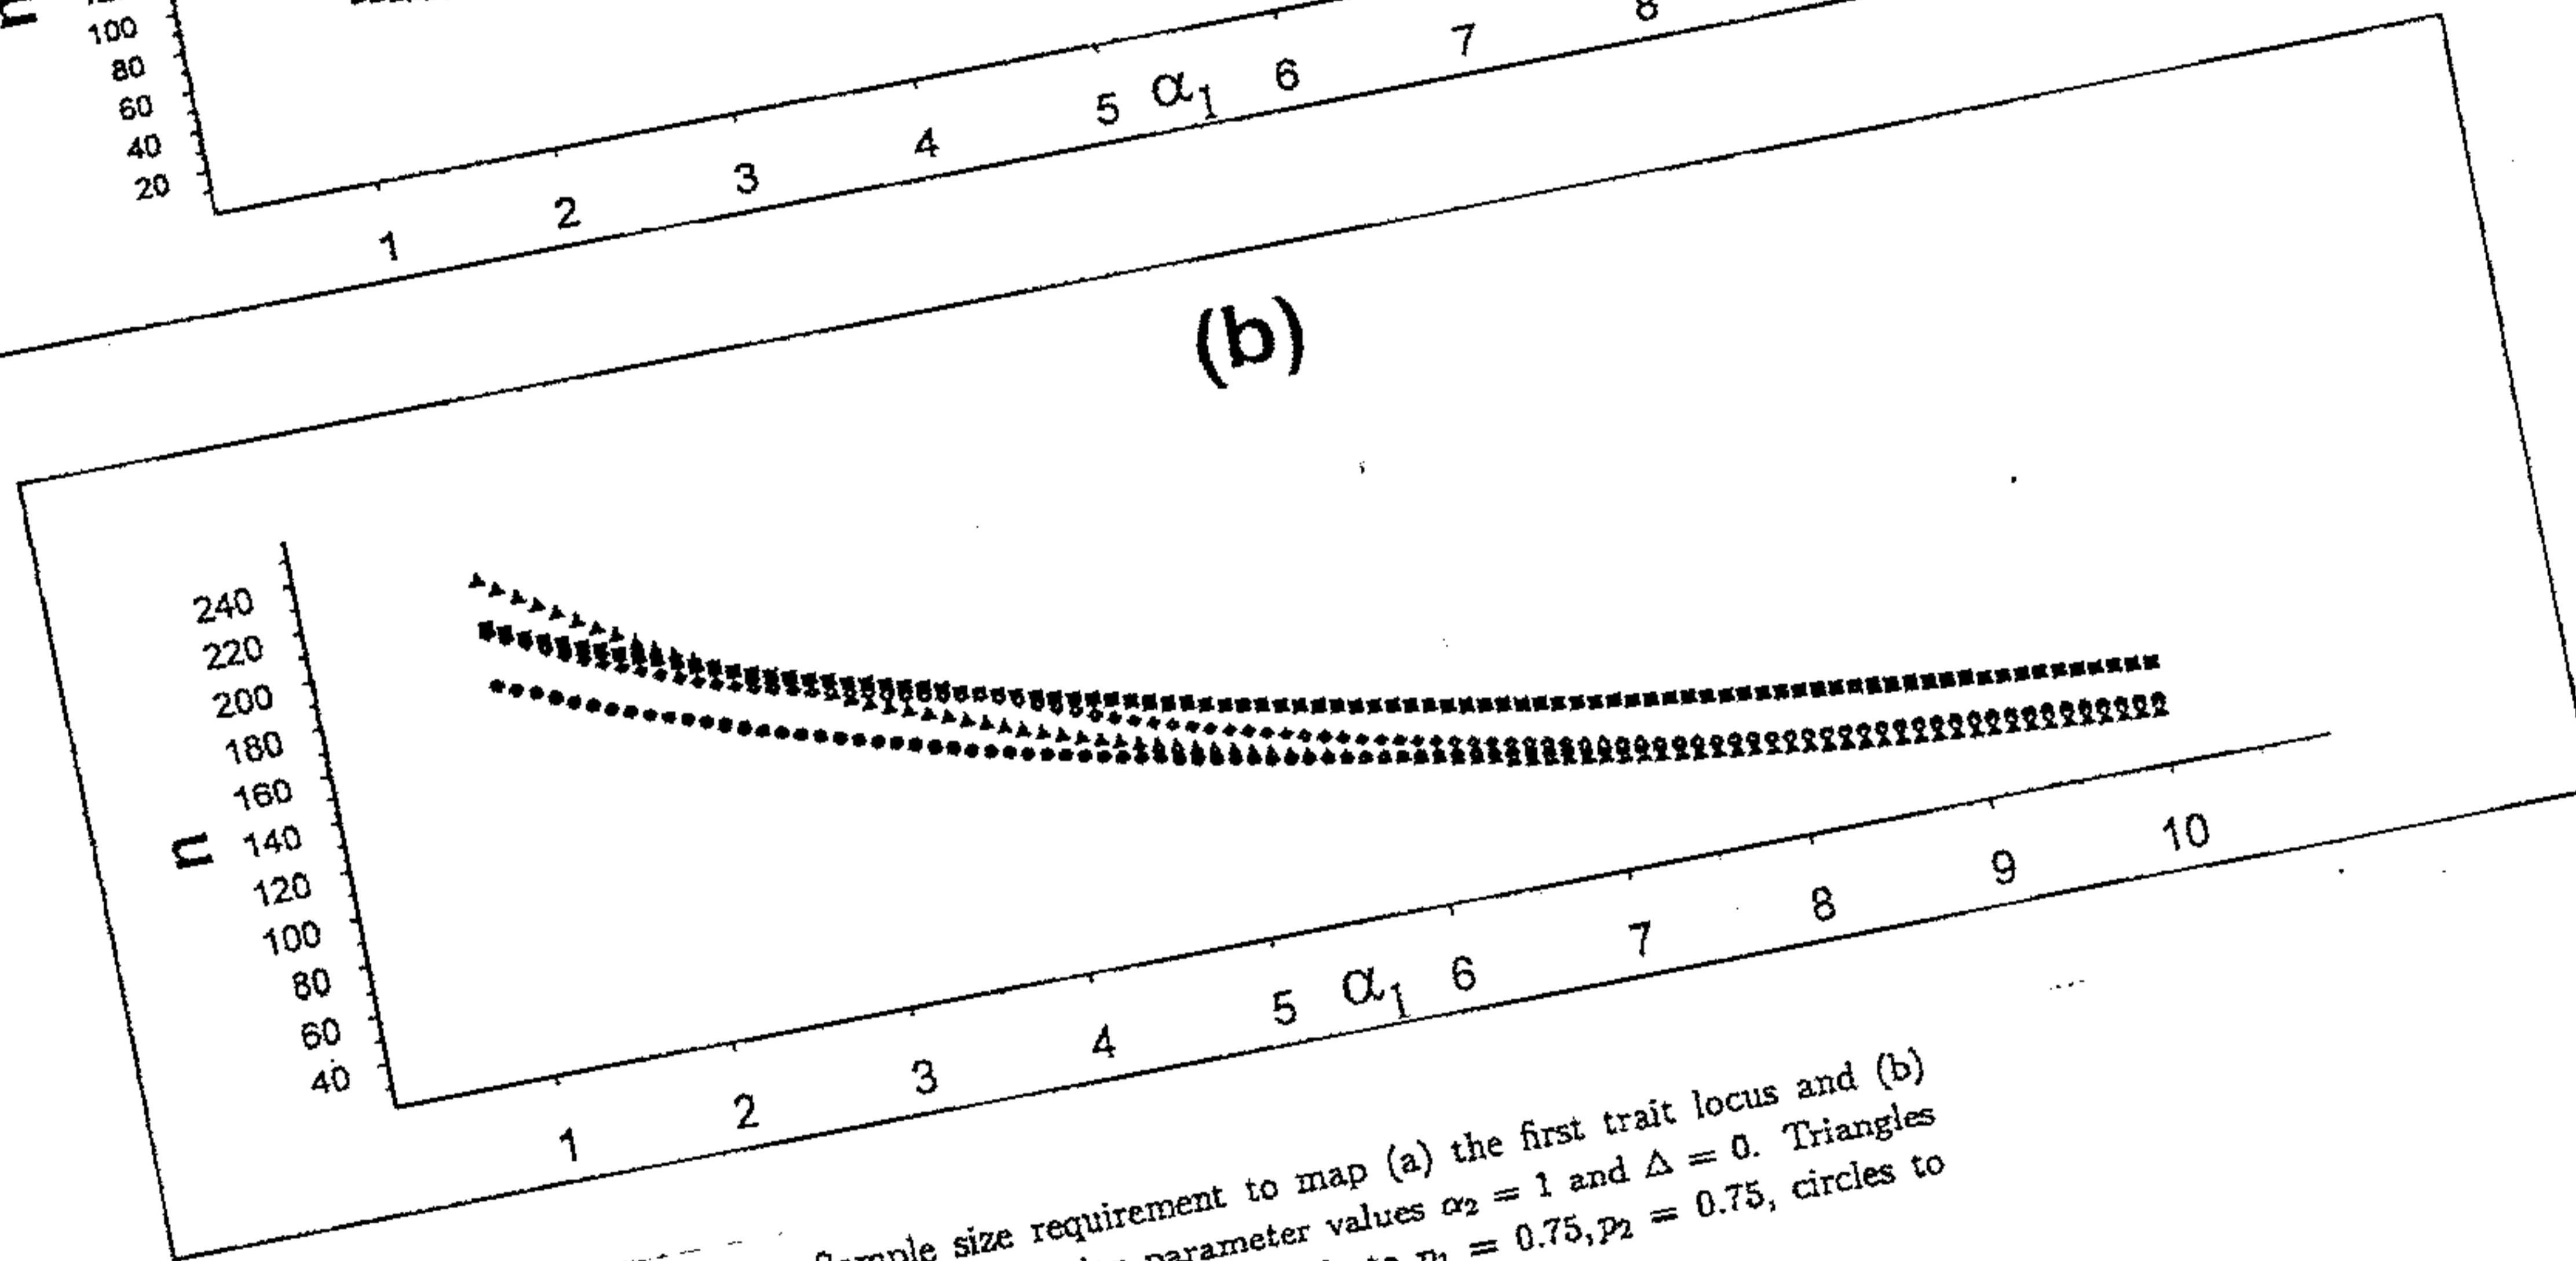 100
80
60
40
20
1 2 3 4 5 α₁ 6 7 8
(b)
240
220
200
180
160
n
140
120
100
80
60
40
1 2 3 4 5 α₁ 6 7 8 9 10
Sample size requirement to map (a) the first trait locus and (b)
parameter values α₂ = 1 and Δ = 0. Triangles
= 0.75, p₂ = 0.75, circles to